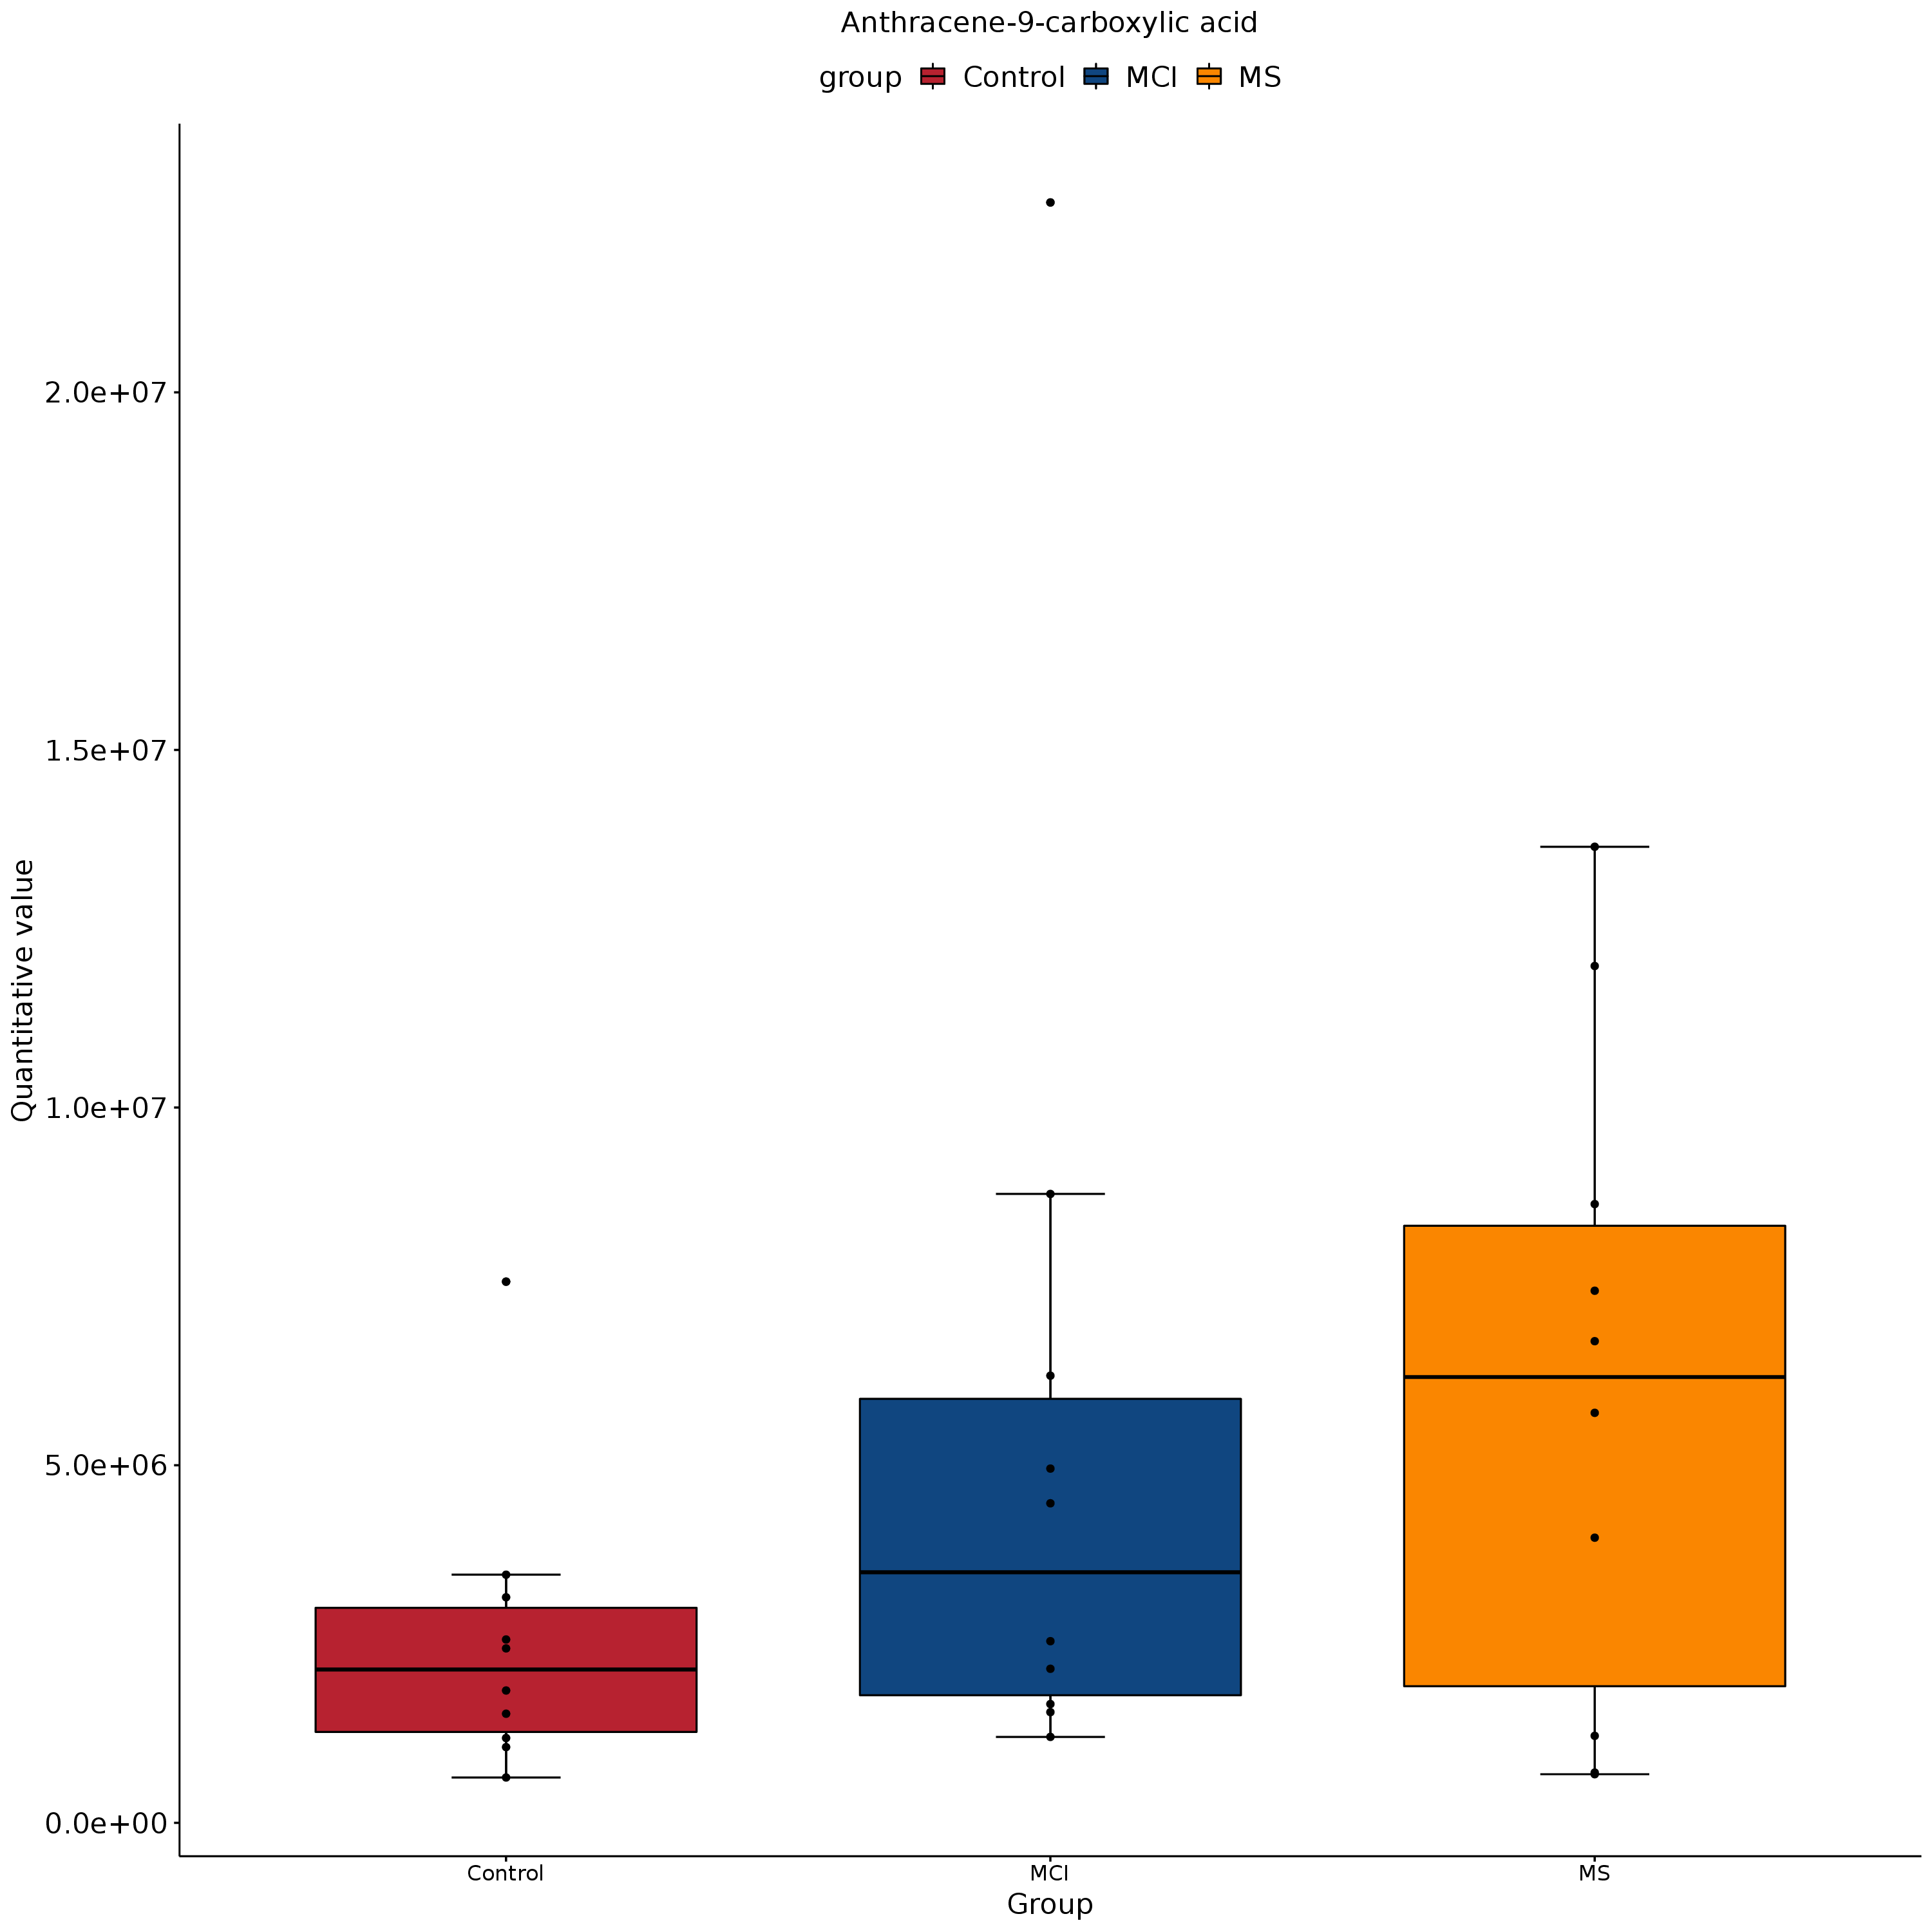 Anthracene-9-carboxylic acid
group Control MCI MS
2.0e+07
1.5e+07
1.0e+07
5.0e+06
0.0e+00
Quantitative value
Control MCI MS
Group